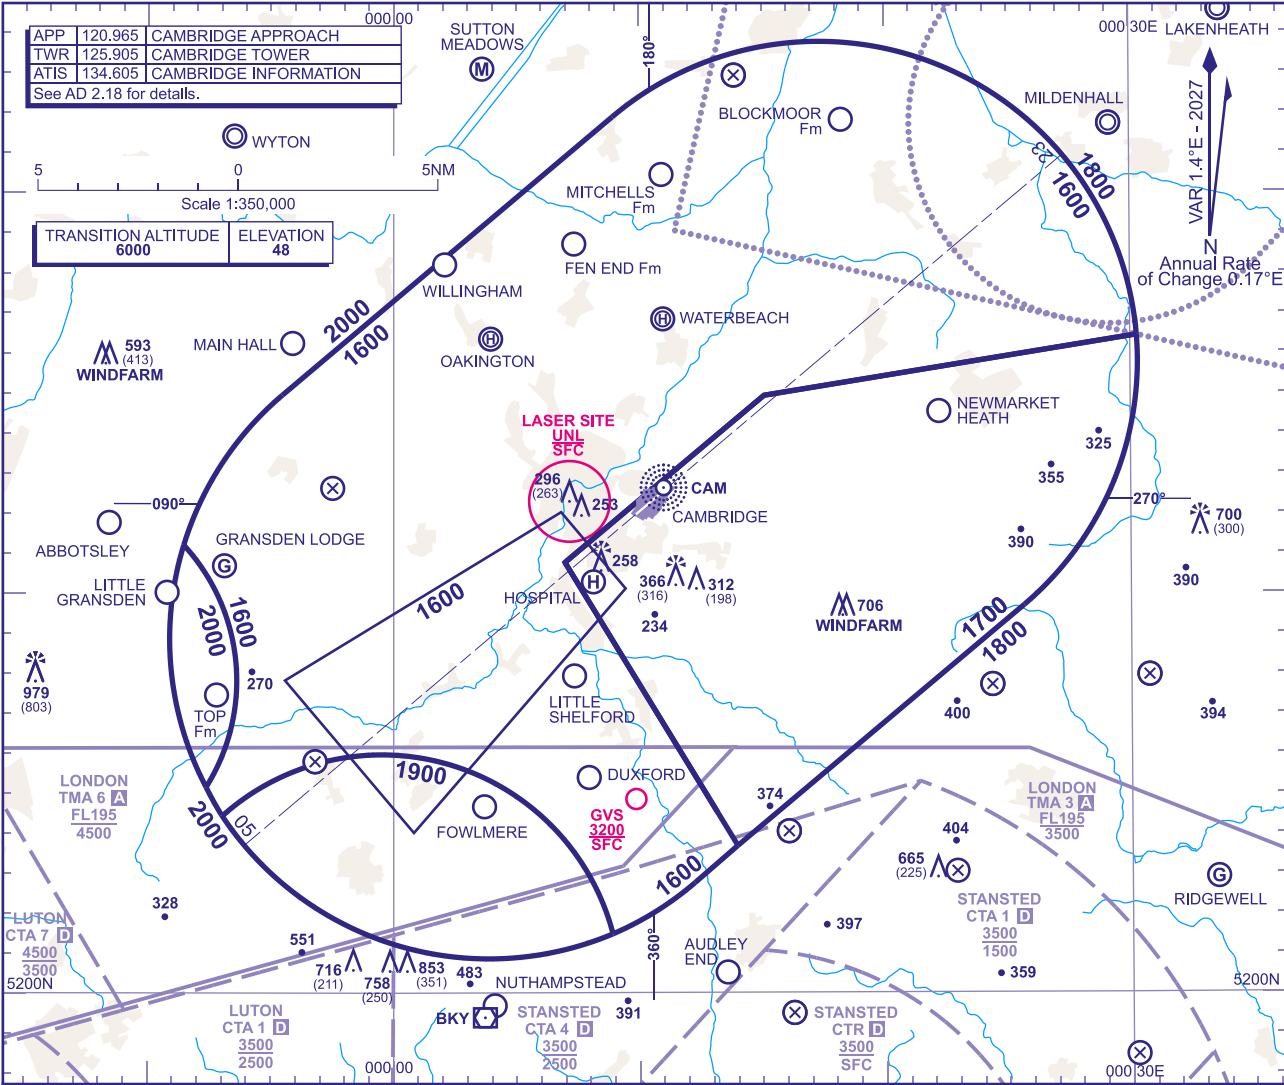 000 00
000 30E
LAKENHEATH
SUTTON
MEADOWS
M
APP 120.965 CAMBRIDGE APPROACH
TWR 125.905 CAMBRIDGE TOWER
ATIS 134.605 CAMBRIDGE INFORMATION
See AD 2.18 for details.
180°
BLOCKMOOR
Fm
MILDENHALL
VAR 1.4°E - 2027
N
Annual Rate
of Change 0.17°E
WYTON
5 0 5NM
Scale 1:350,000
23
1800
1600
MITCHELLS
Fm
TRANSITION ALTITUDE
6000
ELEVATION
48
FEN END Fm
WILLINGHAM
2000
1600
H
WATERBEACH
MAIN HALL
H
OAKINGTON
593
(413)
WINDFARM
NEWMARKET
HEATH
LASER SITE
UNL
SFC
325
355
296
(263)
253
CAM
CAMBRIDGE
090°
270°
700
(300)
ABBOTSLEY
GRANSDEN LODGE
G
390
390
LITTLE
GRANSDEN
258
H
HOSPITAL
366
(316)
312
(198)
234
1600
1600
2000
706
WINDFARM
1700
1800
979
(803)
270
TOP
Fm
LITTLE
SHELFORD
400
394
LONDON
TMA 6 A
FL195
4500
1900
DUXFORD
GVS
3200
SFC
FOWLMERE
374
LONDON
TMA 3 A
FL195
3500
2000
05
404
665
(225)
1600
G
RIDGEWELL
STANSTED
CTA 1 D
3500
1500
328
LUTON
CTA 7 D
4500
3500
397
551
360°
AUDLEY
END
716
(211)
758
(250)
853
(351)
483
NUTHAMPSTEAD
359
5200N
5200N
391
BKY
LUTON
CTA 1 D
3500
2500
STANSTED
CTA 4 D
3500
2500
STANSTED
CTR D
3500
SFC
000 00
000 30E